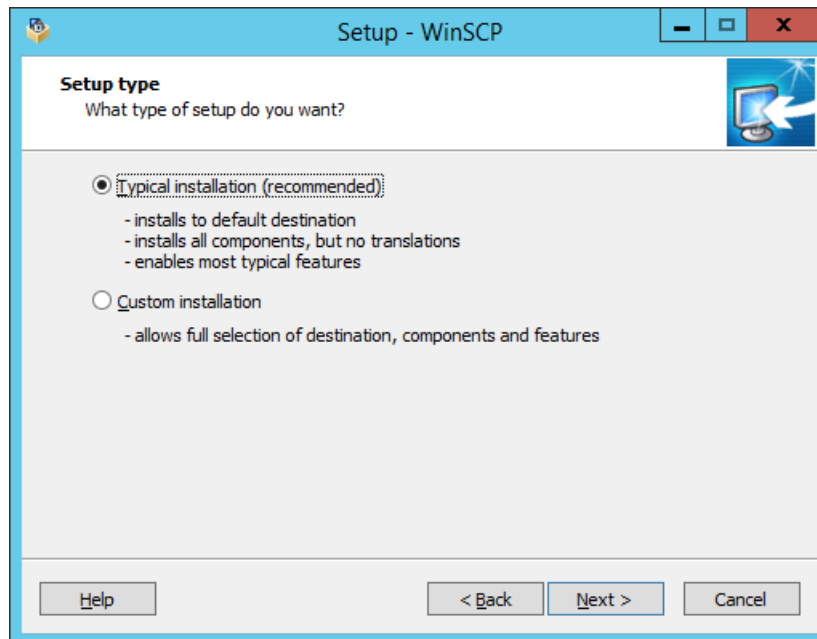 Setup - WinSCP
X
Setup type
What type of setup do you want?
Typical installation (recommended)
- installs to default destination
- installs all components, but no translations
- enables most typical features
Custom installation
- allows full selection of destination, components and features
Help
< Back
Next >
Cancel